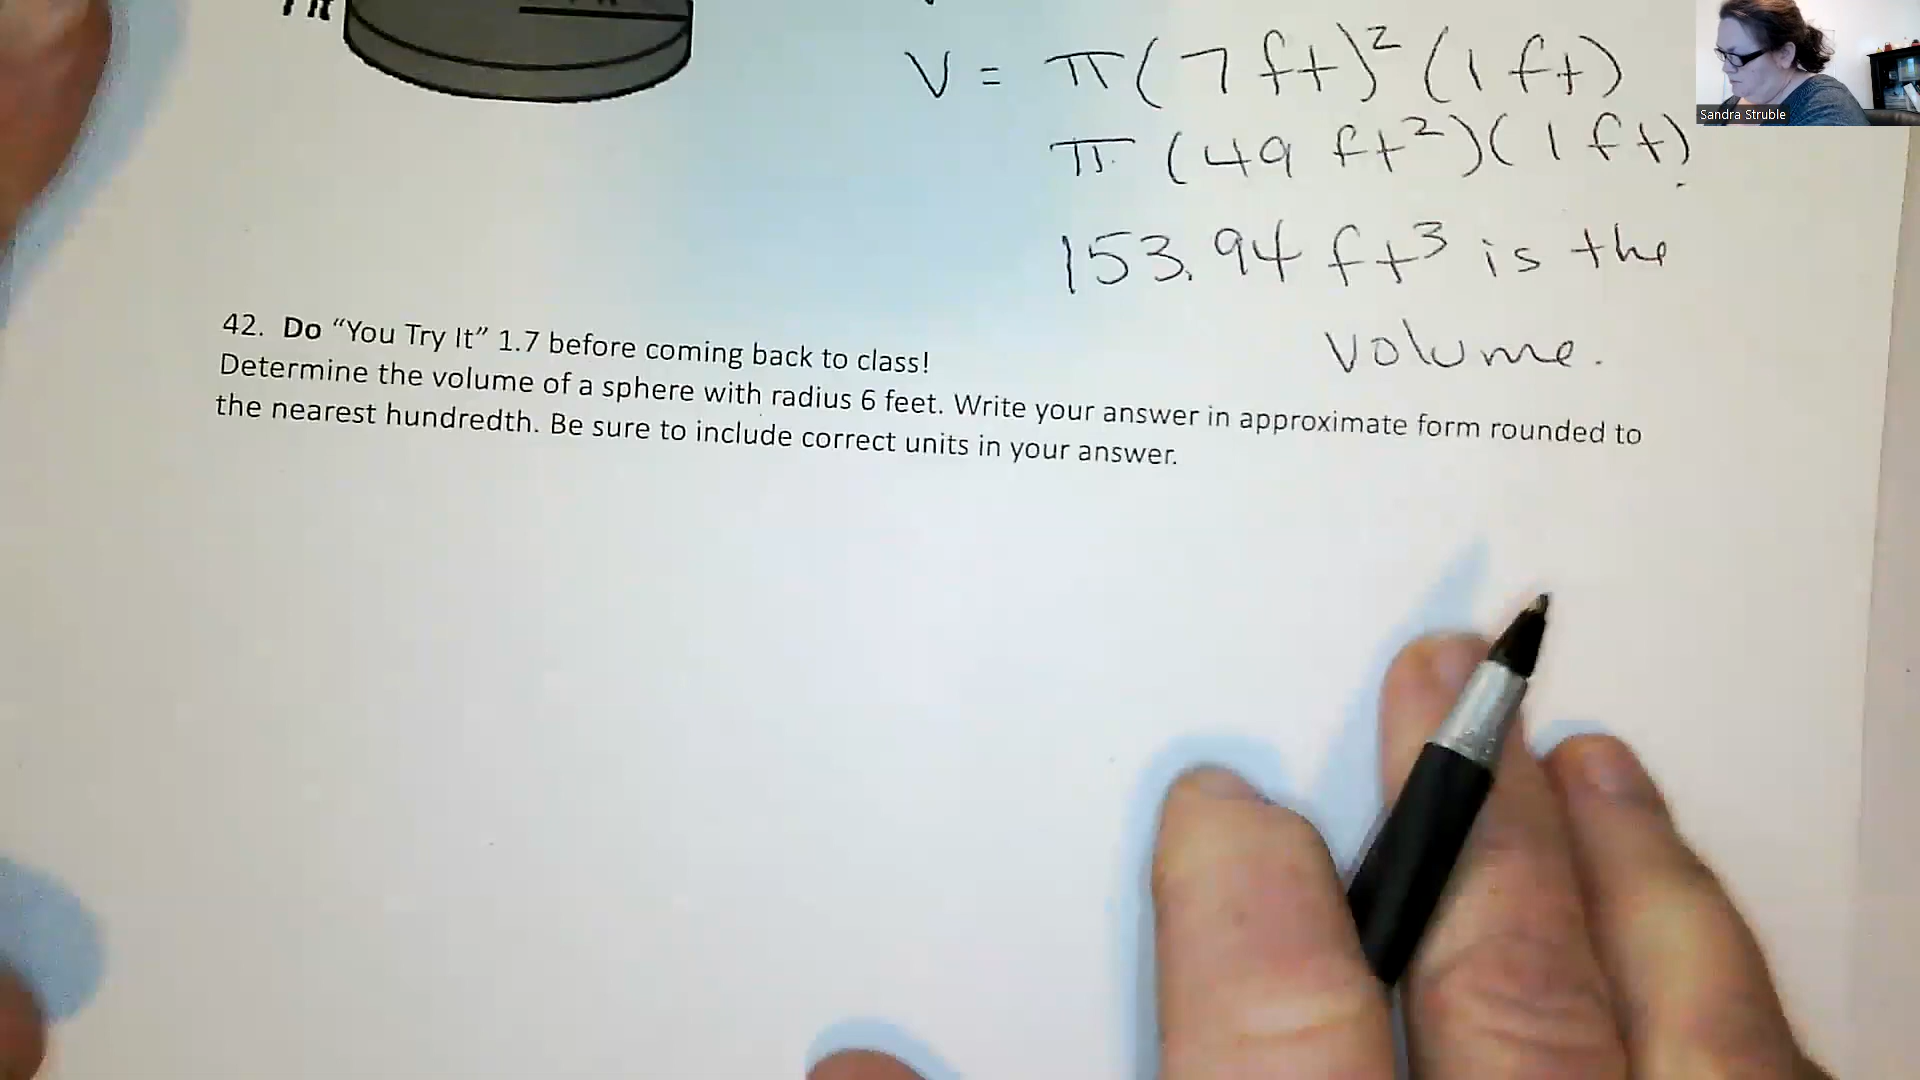 V = π(7 ft)² (1 ft)
π (49 ft²)(1 ft)
153.94 ft³ is the
volume.
Sandra Struble
42. Do “You Try It” 1.7 before coming back to class!
Determine the volume of a sphere with radius 6 feet. Write your answer in approximate form rounded to
the nearest hundredth. Be sure to include correct units in your answer.